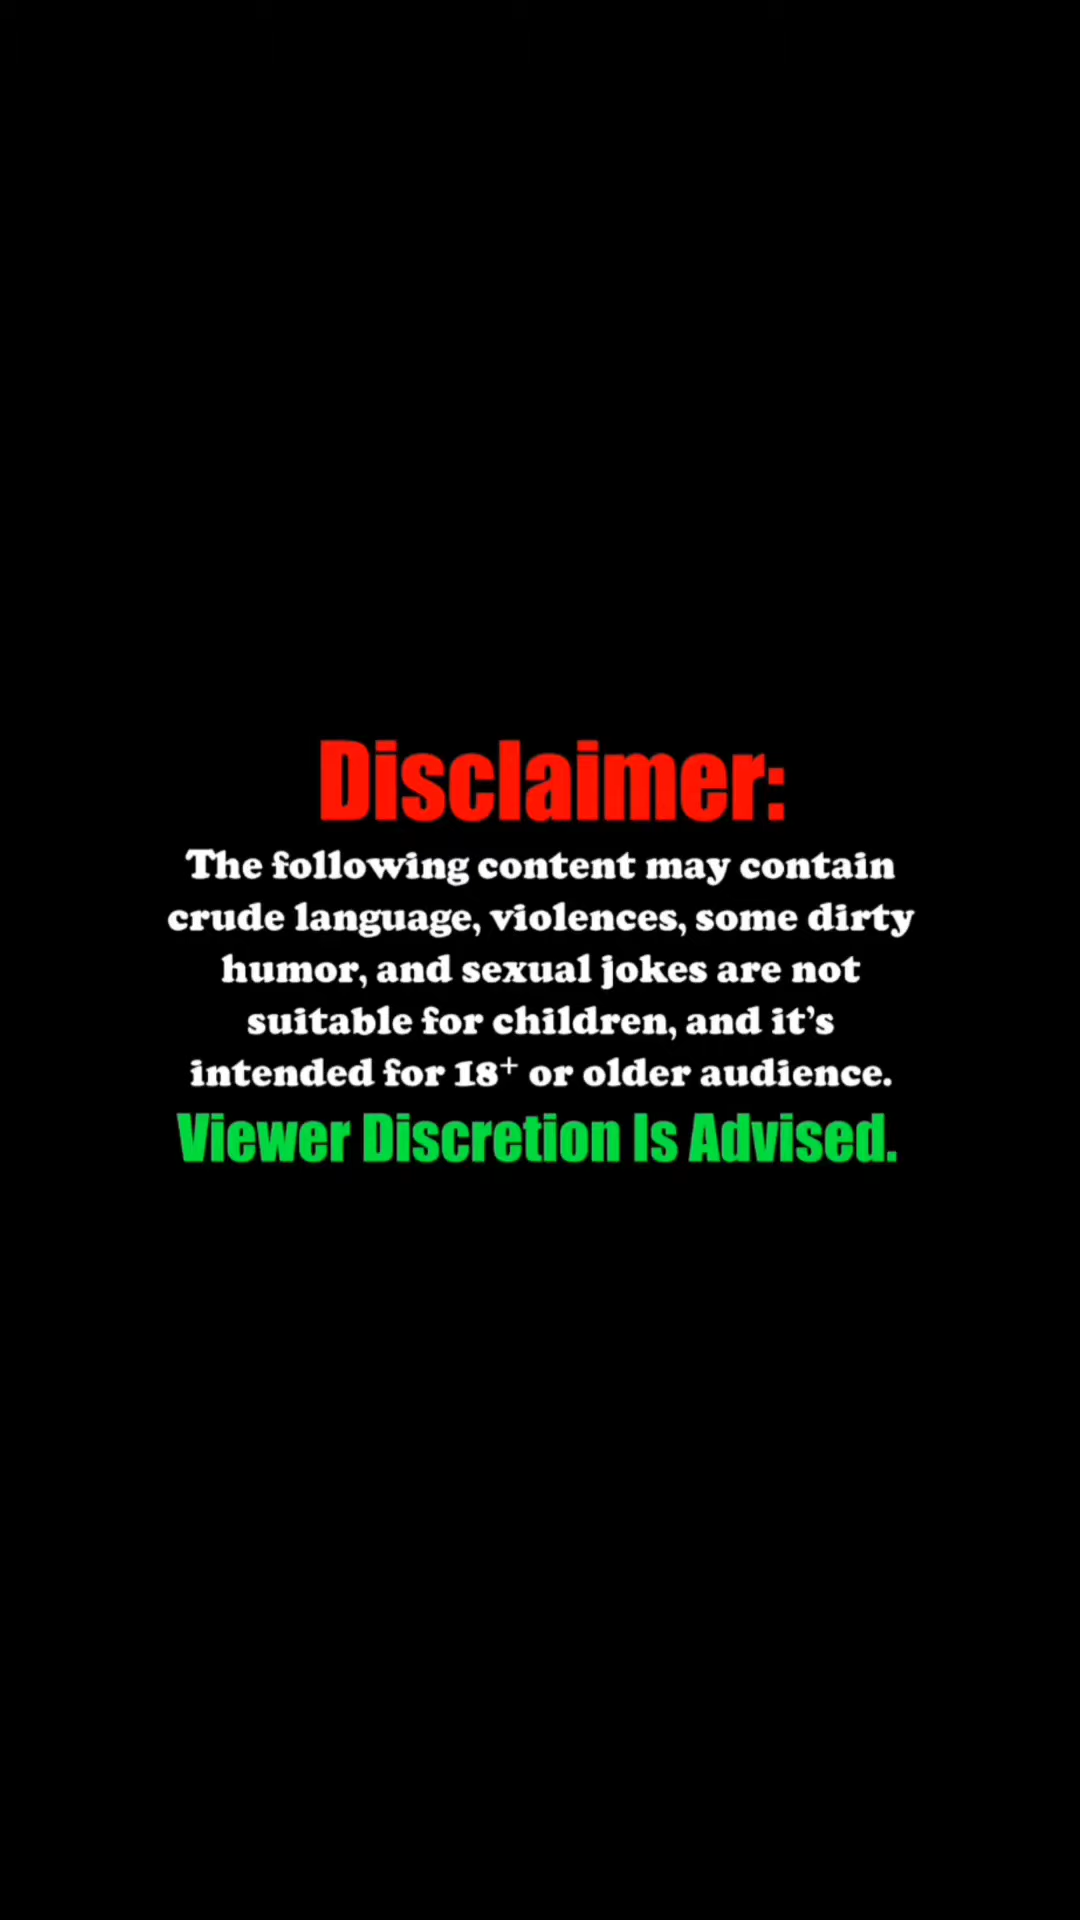 Disclaimer:
The following content may contain
crude language, violences, some dirty
humor, and sexual jokes are not
suitable for children, and it’s
intended for 18⁺ or older audience.
Viewer Discretion Is Advised.